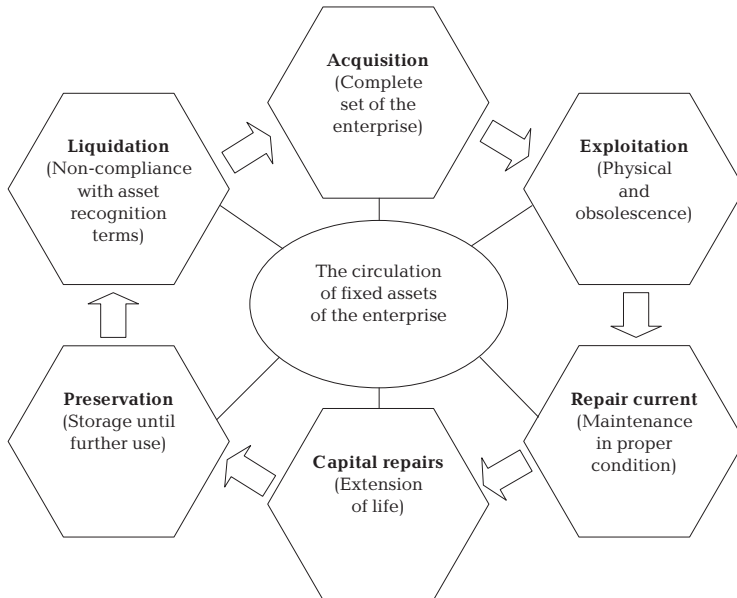 Acquisition
(Complete
set of the
enterprise)
Exploitation
(Physical
and
obsolescence)
Repair current
(Maintenance
in proper
condition)
Capital repairs
(Extension
of life)
Preservation
(Storage until
further use)
Liquidation
(Non-compliance
with asset
recognition
terms)
The circulation
of fixed assets
of the enterprise